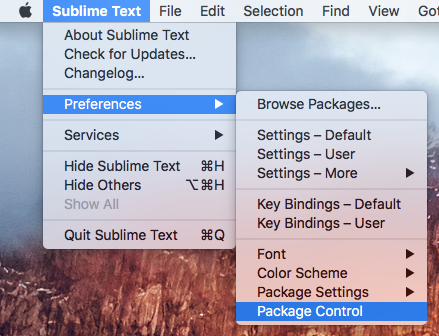 Sublime Text File Edit Selection Find View
About Sublime Text
Check for Updates...
Changelog...
Preferences
Services
Hide Sublime Text ⌘H
Hide Others ⌥⌘H
Show All
Quit Sublime Text ⌘Q
Browse Packages...
Settings – Default
Settings – User
Settings – More
Key Bindings – Default
Key Bindings – User
Font
Color Scheme
Package Settings
Package Control